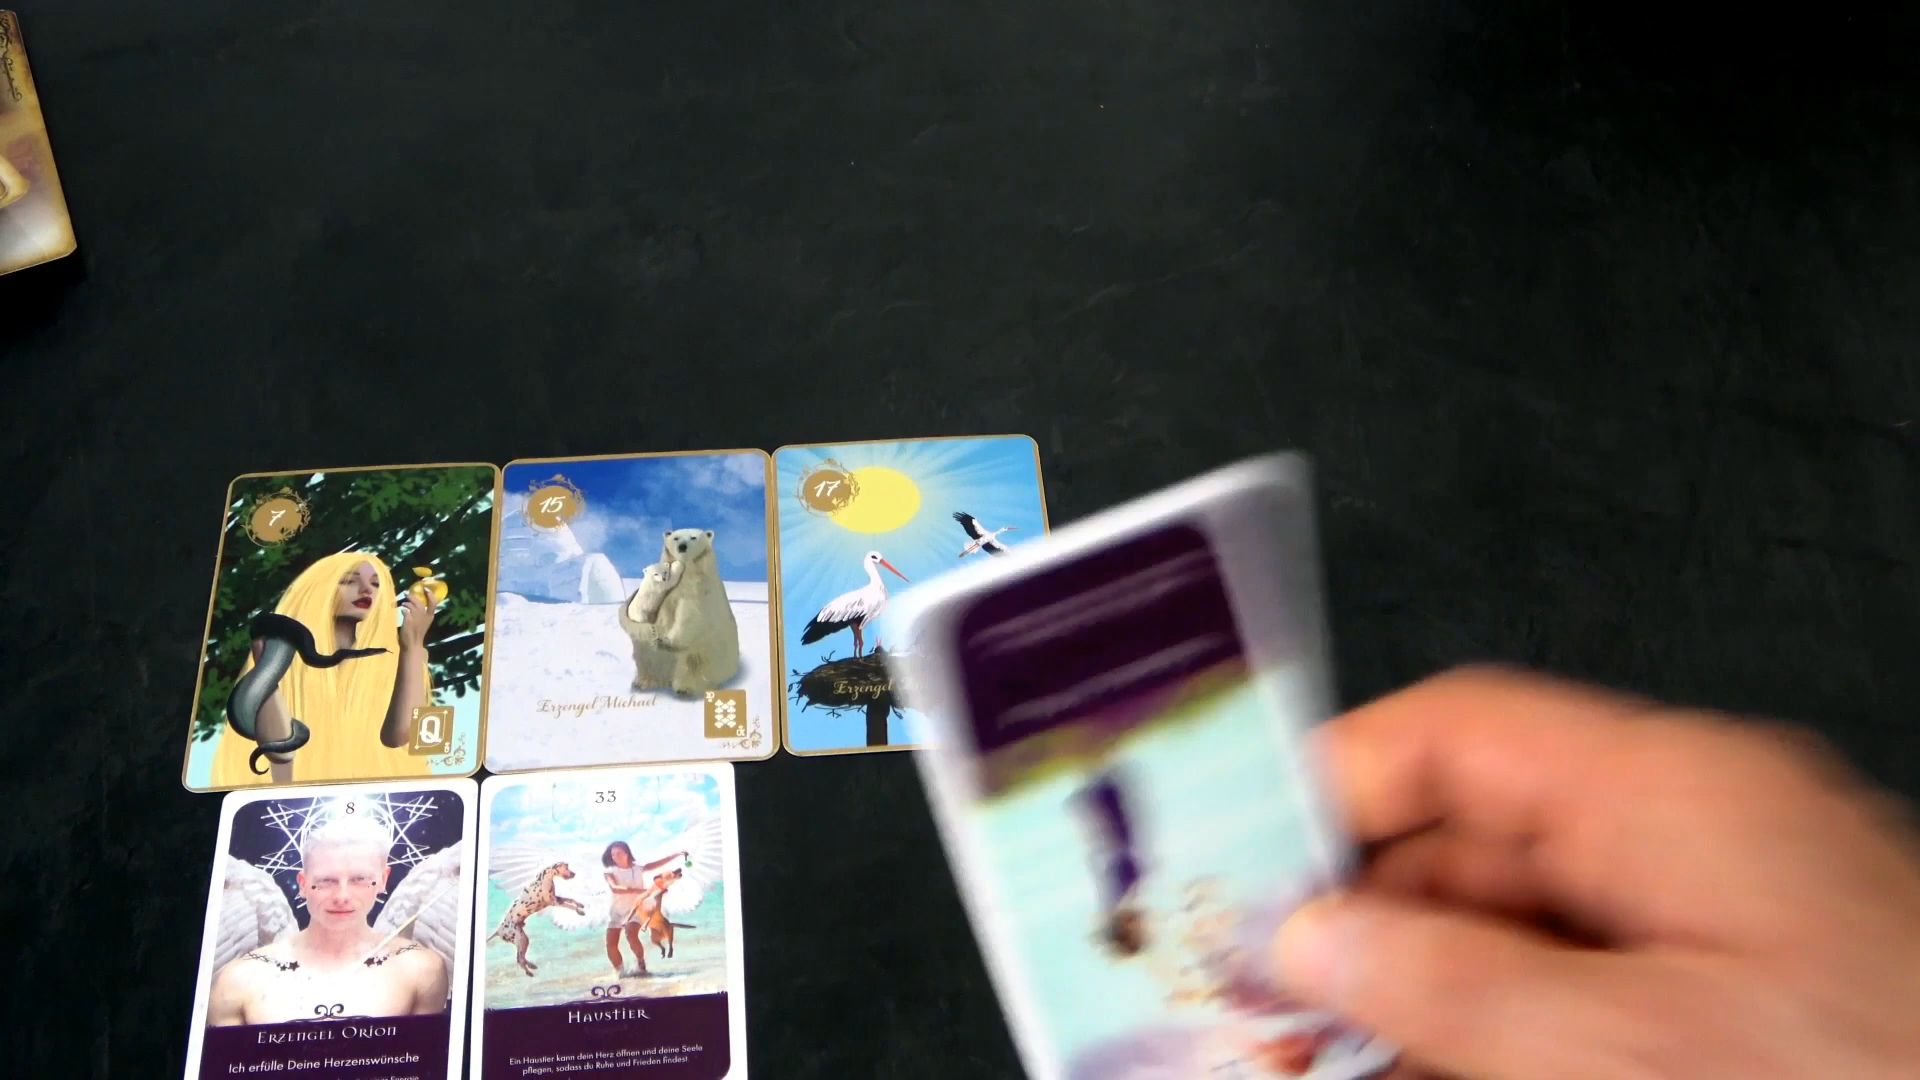 7
Q
15
Erzengel Michael
17
Erzengel
8
Erzengel Orion
Ich erfülle Deine Herzenswünsche
33
Haustier
Ein Haustier kann dein Herz öffnen und deine Seele
pflegen, sodass du Ruhe und Frieden findest.